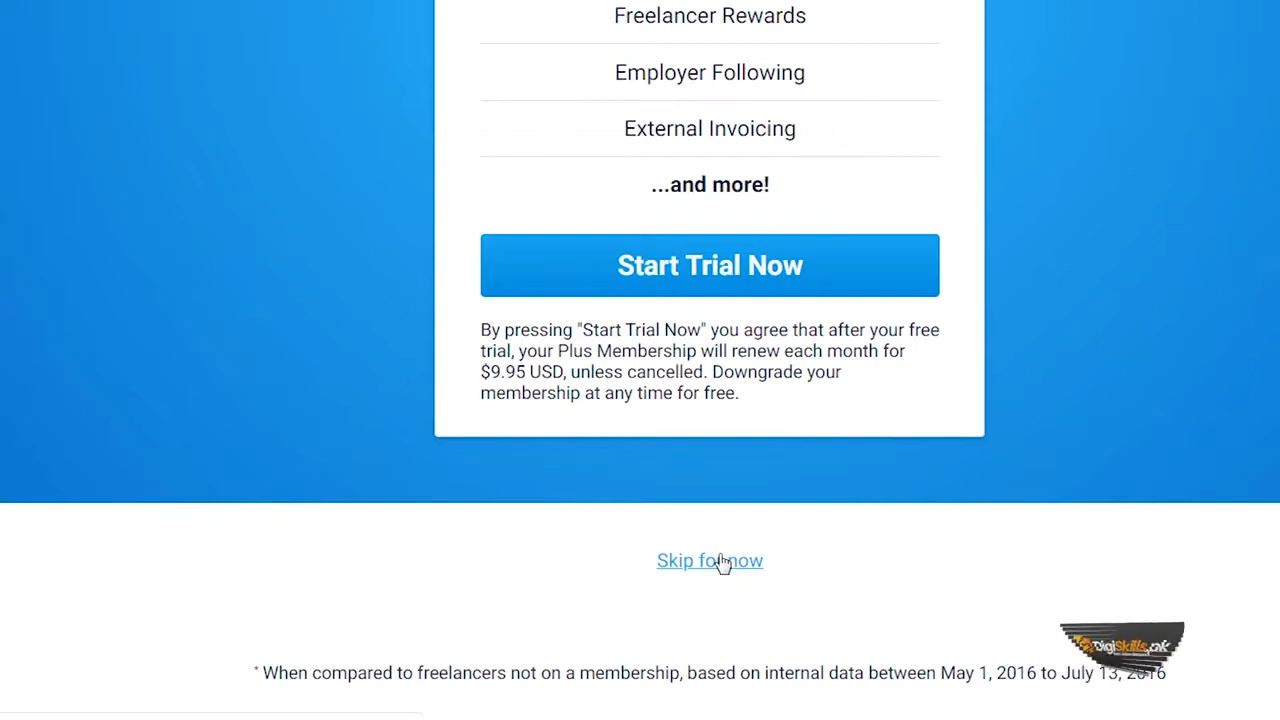 Freelancer Rewards
Employer Following
External Invoicing
...and more!
Start Trial Now
By pressing "Start Trial Now" you agree that after your free
trial, your Plus Membership will renew each month for
$9.95 USD, unless cancelled. Downgrade your
membership at any time for free.
Skip for now
DigiSkills.pk
* When compared to freelancers not on a membership, based on internal data between May 1, 2016 to July 13, 2016